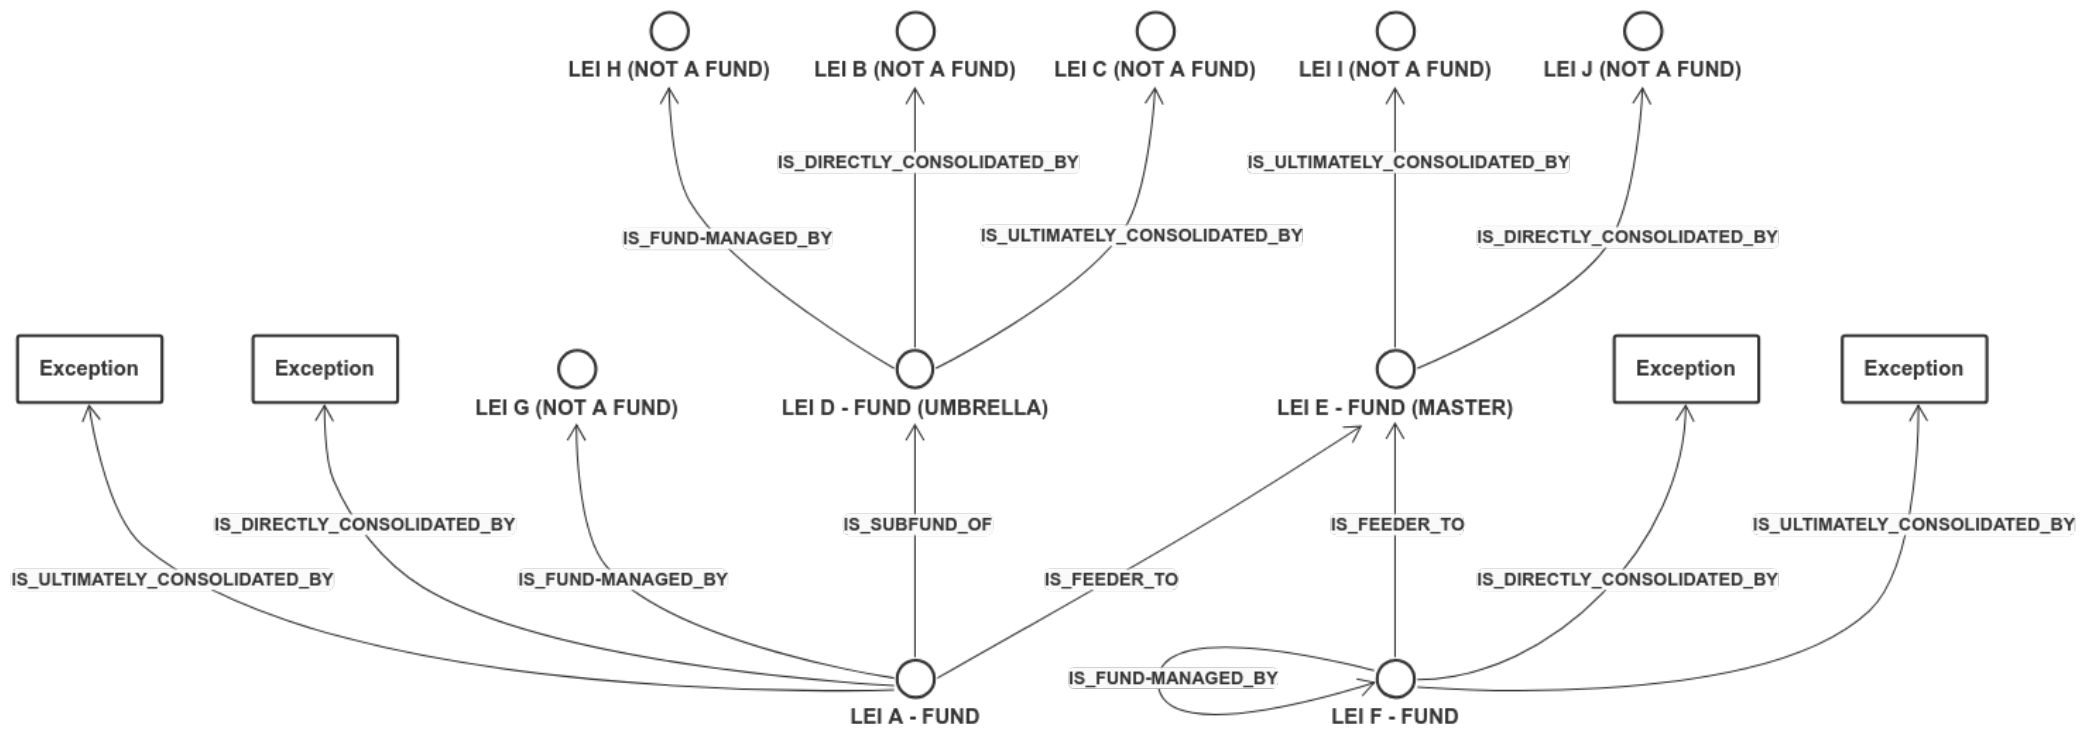 LEI H (NOT A FUND)
LEI B (NOT A FUND)
LEI C (NOT A FUND)
LEI I (NOT A FUND)
LEI J (NOT A FUND)
IS_DIRECTLY_CONSOLIDATED_BY
IS_ULTIMATELY_CONSOLIDATED_BY
IS_FUND-MANAGED_BY
IS_ULTIMATELY_CONSOLIDATED_BY
IS_DIRECTLY_CONSOLIDATED_BY
Exception
Exception
Exception
Exception
LEI G (NOT A FUND)
LEI D - FUND (UMBRELLA)
LEI E - FUND (MASTER)
IS_DIRECTLY_CONSOLIDATED_BY
IS_SUBFUND_OF
IS_FEEDER_TO
IS_ULTIMATELY_CONSOLIDATED_BY
IS_ULTIMATELY_CONSOLIDATED_BY
IS_FUND-MANAGED_BY
IS_FEEDER_TO
IS_DIRECTLY_CONSOLIDATED_BY
IS_FUND-MANAGED_BY
LEI A - FUND
LEI F - FUND